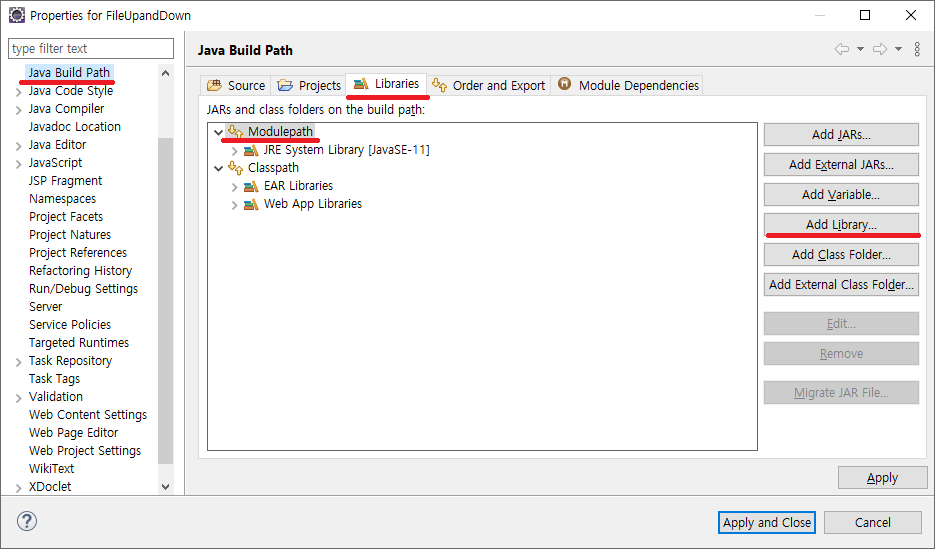 Properties for FileUpandDown
type filter text
Java Build Path
Java Code Style
Java Compiler
Javadoc Location
Java Editor
JavaScript
JSP Fragment
Namespaces
Project Facets
Project Natures
Project References
Refactoring History
Run/Debug Settings
Server
Service Policies
Targeted Runtimes
Task Repository
Task Tags
Validation
Web Content Settings
Web Page Editor
Web Project Settings
WikiText
XDoclet
Java Build Path
Source
Projects
Libraries
Order and Export
M
Module Dependencies
JARs and class folders on the build path:
Modulepath
JRE System Library [JavaSE-11]
Classpath
EAR Libraries
Web App Libraries
Add JARs...
Add External JARs...
Add Variable...
Add Library...
Add Class Folder...
Add External Class Folder...
Edit...
Remove
Migrate JAR File...
Apply
?
Apply and Close
Cancel